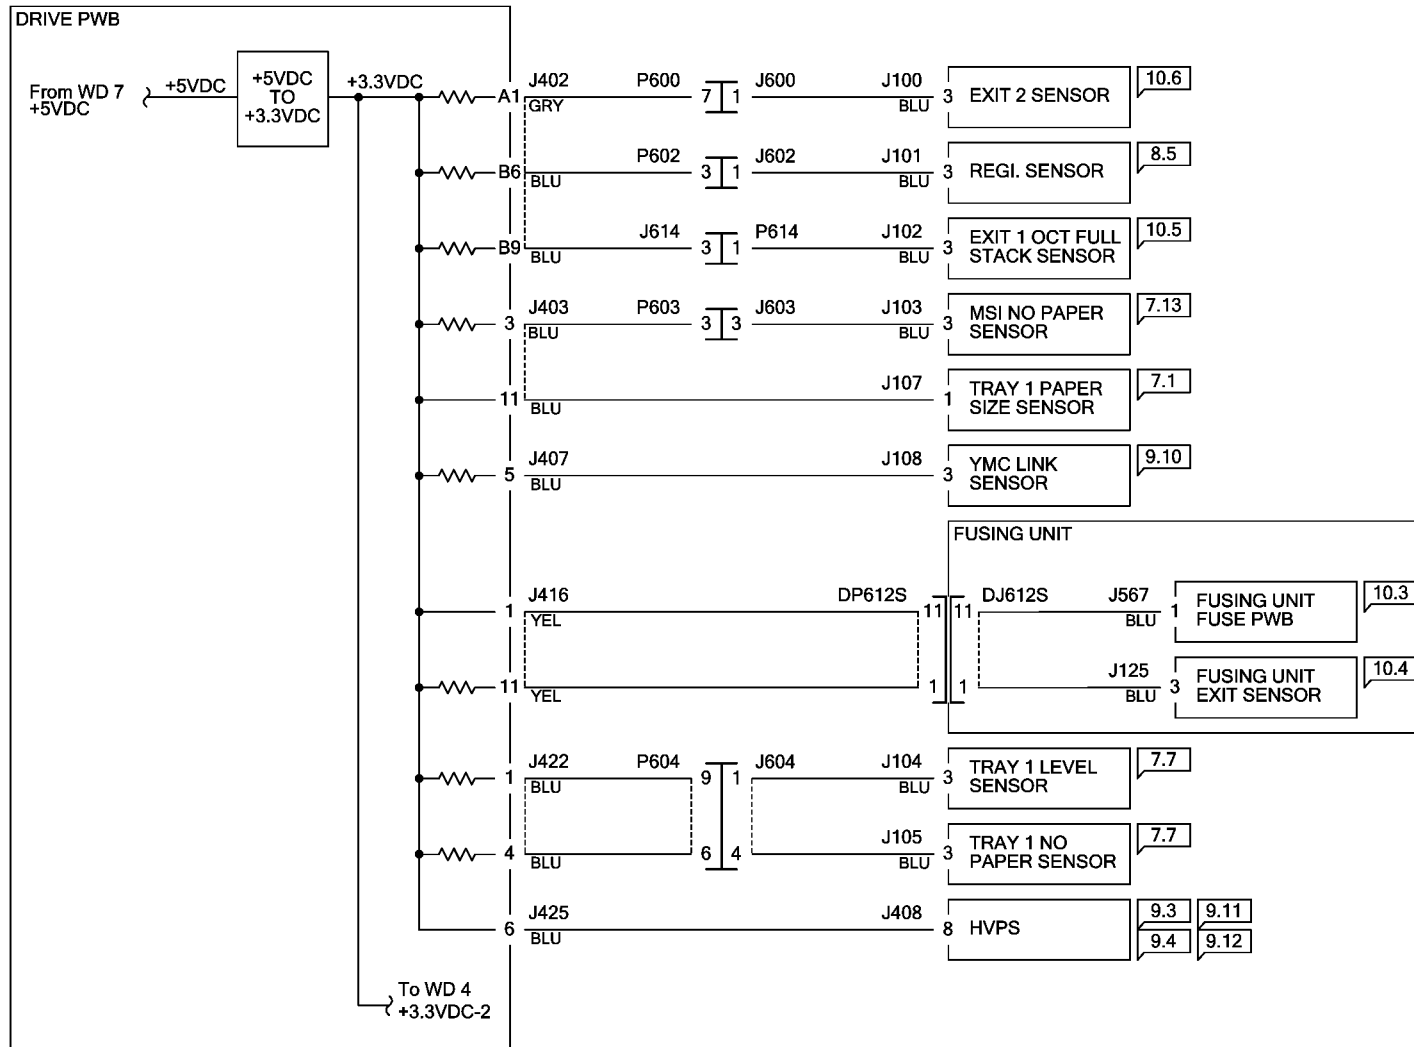 DRIVE PWB
From WD 7
+5VDC
+5VDC
+5VDC
TO
+3.3VDC
+3.3VDC
A1 J402 GRY P600 7 1 J600 J100 BLU 3 EXIT 2 SENSOR 10.6
B6 BLU P602 3 1 J602 J101 BLU 3 REGI. SENSOR 8.5
B9 BLU J614 3 1 P614 J102 BLU 3 EXIT 1 OCT FULL
STACK SENSOR 10.5
3 J403 BLU P603 3 3 J603 J103 BLU 3 MSI NO PAPER
SENSOR 7.13
11 BLU J107 1 TRAY 1 PAPER
SIZE SENSOR 7.1
5 J407 BLU J108 3 YMC LINK
SENSOR 9.10
FUSING UNIT
1 J416 YEL DP612S 11 11 DJ612S J567 BLU 1 FUSING UNIT
FUSE PWB 10.3
11 YEL 1 1 J125 BLU 3 FUSING UNIT
EXIT SENSOR 10.4
1 J422 BLU P604 9 1 J604 J104 BLU 3 TRAY 1 LEVEL
SENSOR 7.7
4 BLU 6 4 J105 BLU 3 TRAY 1 NO
PAPER SENSOR 7.7
6 J425 BLU J408 8 HVPS 9.3 9.11
9.4 9.12
To WD 4
+3.3VDC-2